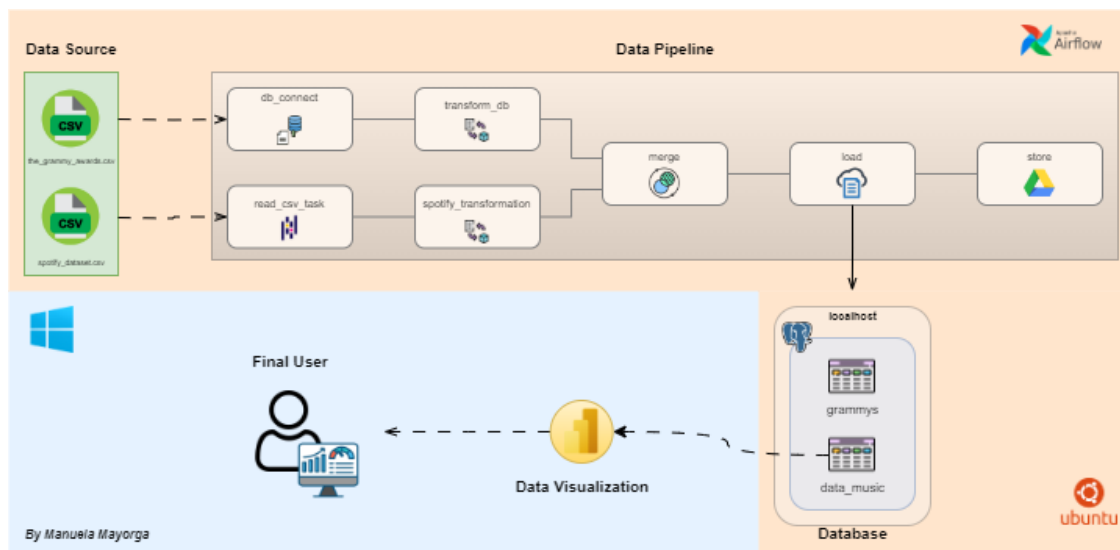 Data Source
Data Pipeline
Apache
Airflow
CSV
the_grammy_awards.csv
CSV
spotify_dataset.csv
db_connect
transform_db
read_csv_task
spotify_transformation
merge
load
store
localhost
grammys
data_music
Database
Final User
Data Visualization
By Manuela Mayorga
ubuntu